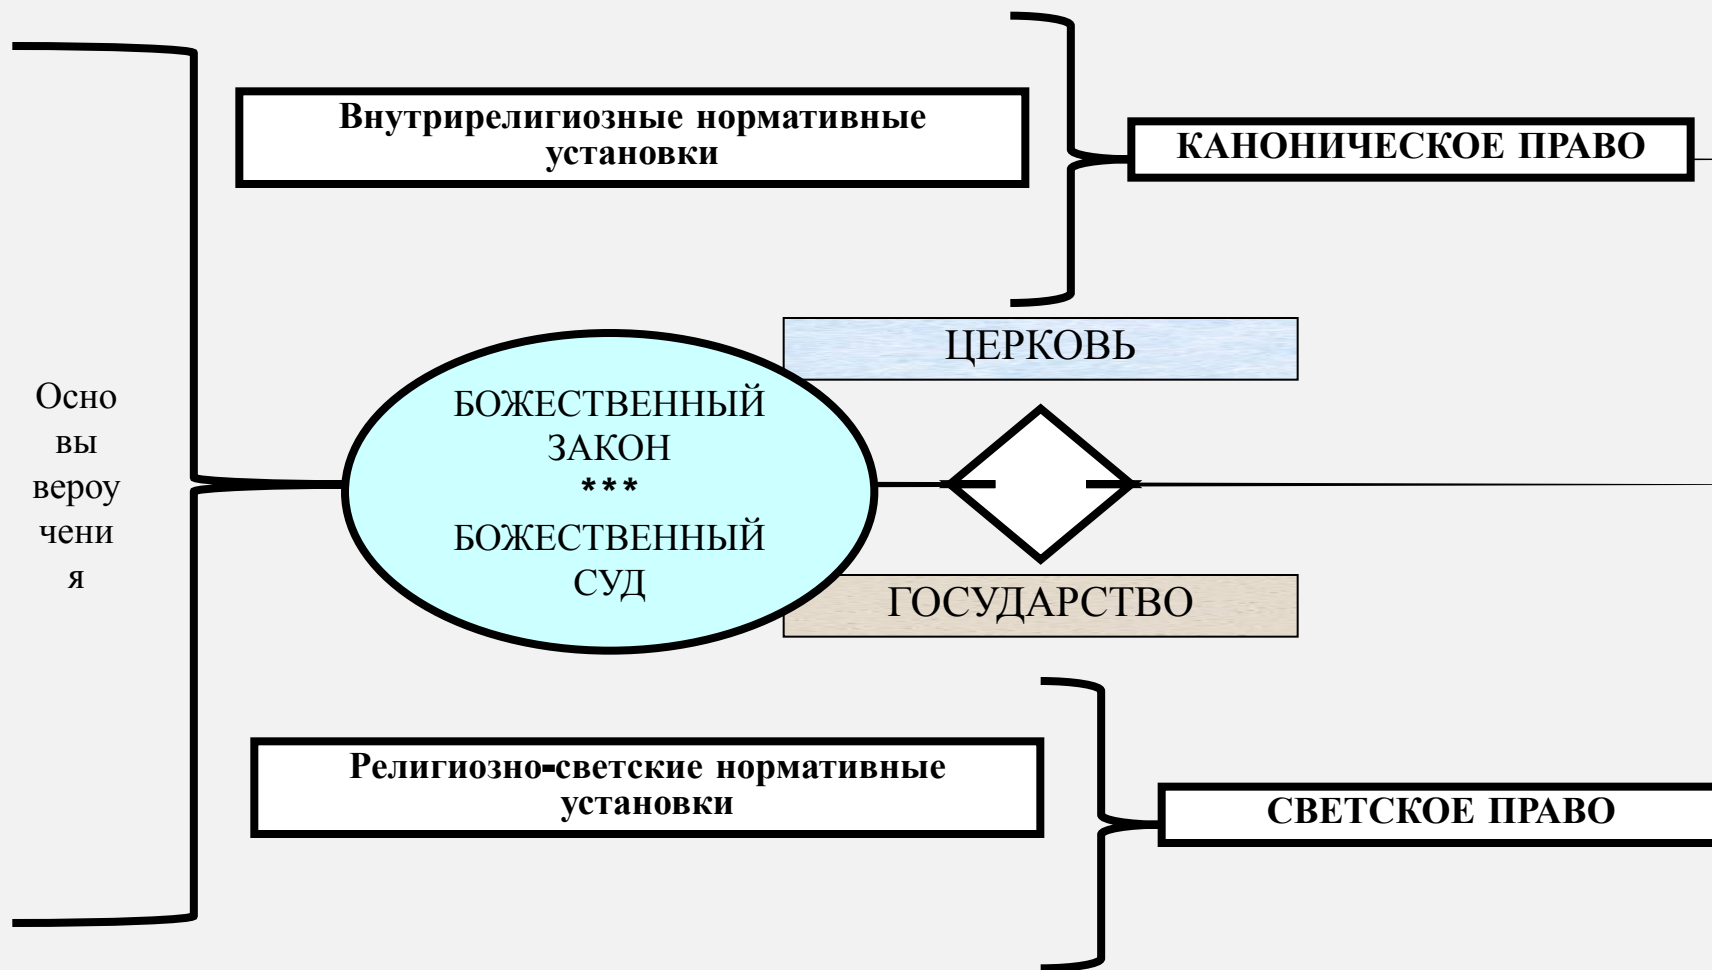 Внутрирелигиозные нормативные
установки
КАНОНИЧЕСКОЕ ПРАВО
ЦЕРКОВЬ
Осно
вы
вероу
чени
я
БОЖЕСТВЕННЫЙ
ЗАКОН
***
БОЖЕСТВЕННЫЙ
СУД
ГОСУДАРСТВО
Религиозно-светские нормативные
установки
СВЕТСКОЕ ПРАВО